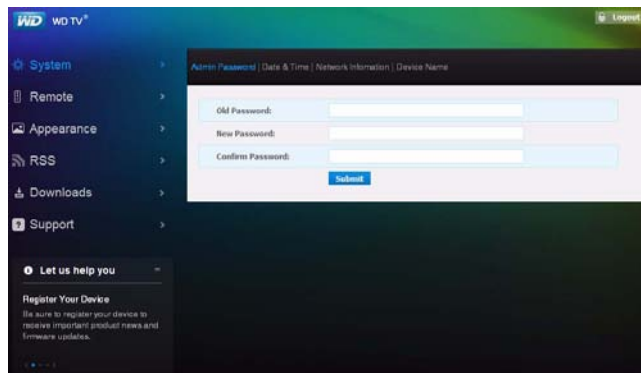 WD WD TV®
Logout
System
Remote
Appearance
RSS
Downloads
Support
Admin Password | Date & Time | Network Infomation | Device Name
Old Password:
New Password:
Confirm Password:
Submit
Let us help you
Register Your Device
Be sure to register your device to
receive important product news and
firmware updates.